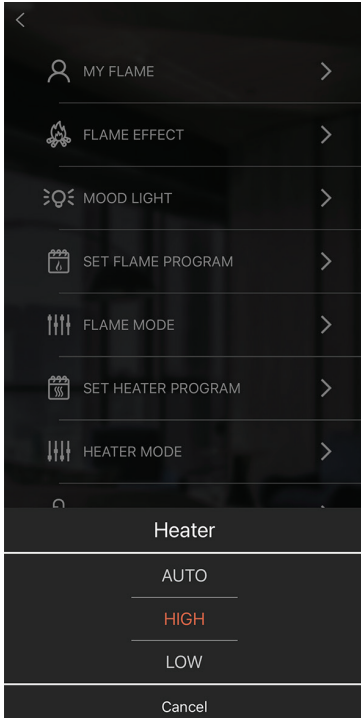 MY FLAME
FLAME EFFECT
MOOD LIGHT
SET FLAME PROGRAM
FLAME MODE
SET HEATER PROGRAM
HEATER MODE
Heater
AUTO
HIGH
LOW
Cancel